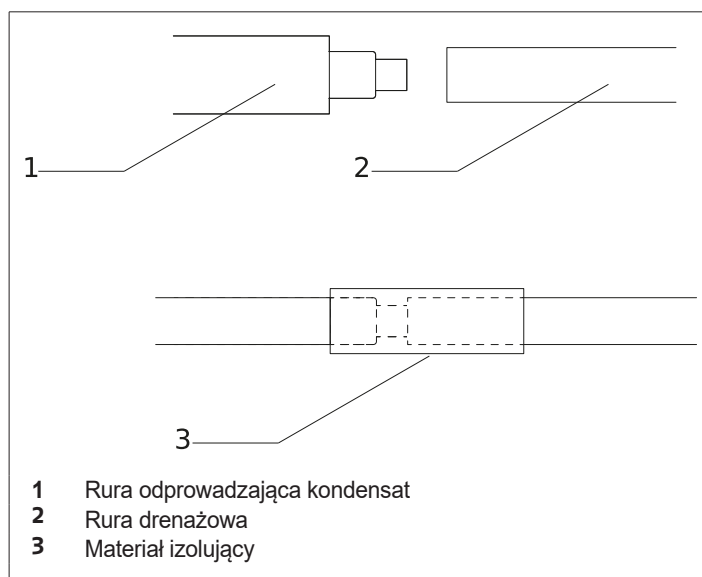 1
2
3
1 Rura odprowadzająca kondensat
2 Rura drenażowa
3 Materiał izolujący